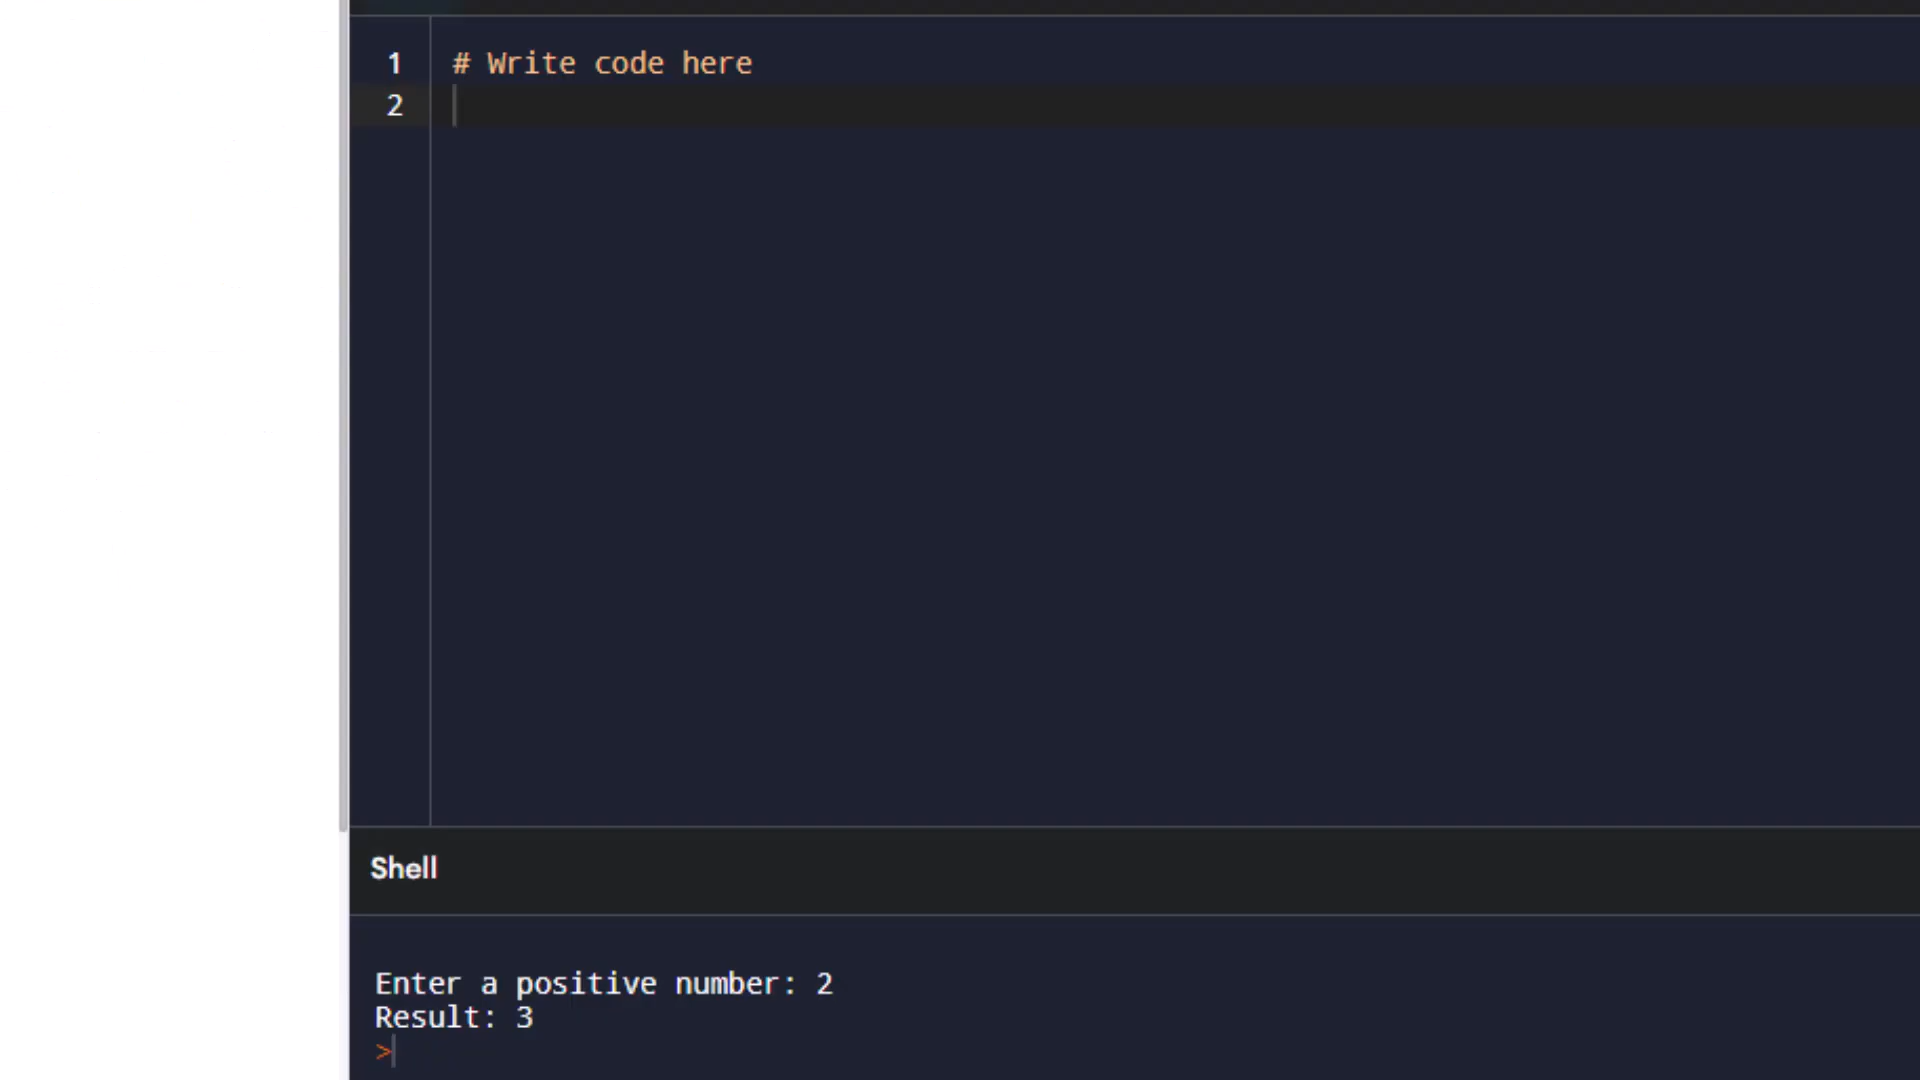 1 # Write code here
2
Shell
Enter a positive number: 2
Result: 3
>